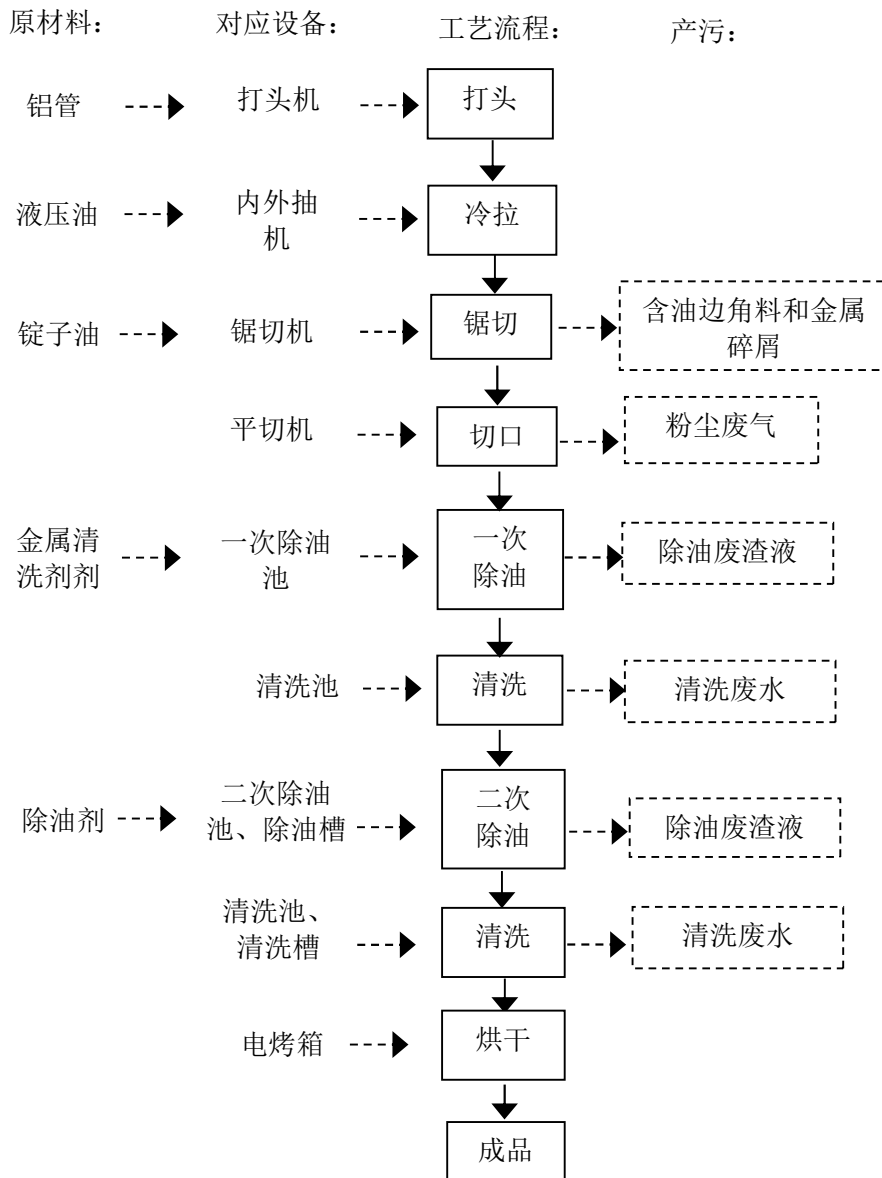 原材料： 对应设备： 工艺流程： 产污：
铝管 打头机 打头
液压油 内外抽
机 冷拉
锭子油 锯切机 锯切 含油边角料和金属
碎屑
平切机 切口 粉尘废气
金属清
洗剂剂 一次除油
池 一次
除油 除油废渣液
清洗池 清洗 清洗废水
除油剂 二次除油
池、除油槽 二次
除油 除油废渣液
清洗池、
清洗槽 清洗 清洗废水
电烤箱 烘干
成品